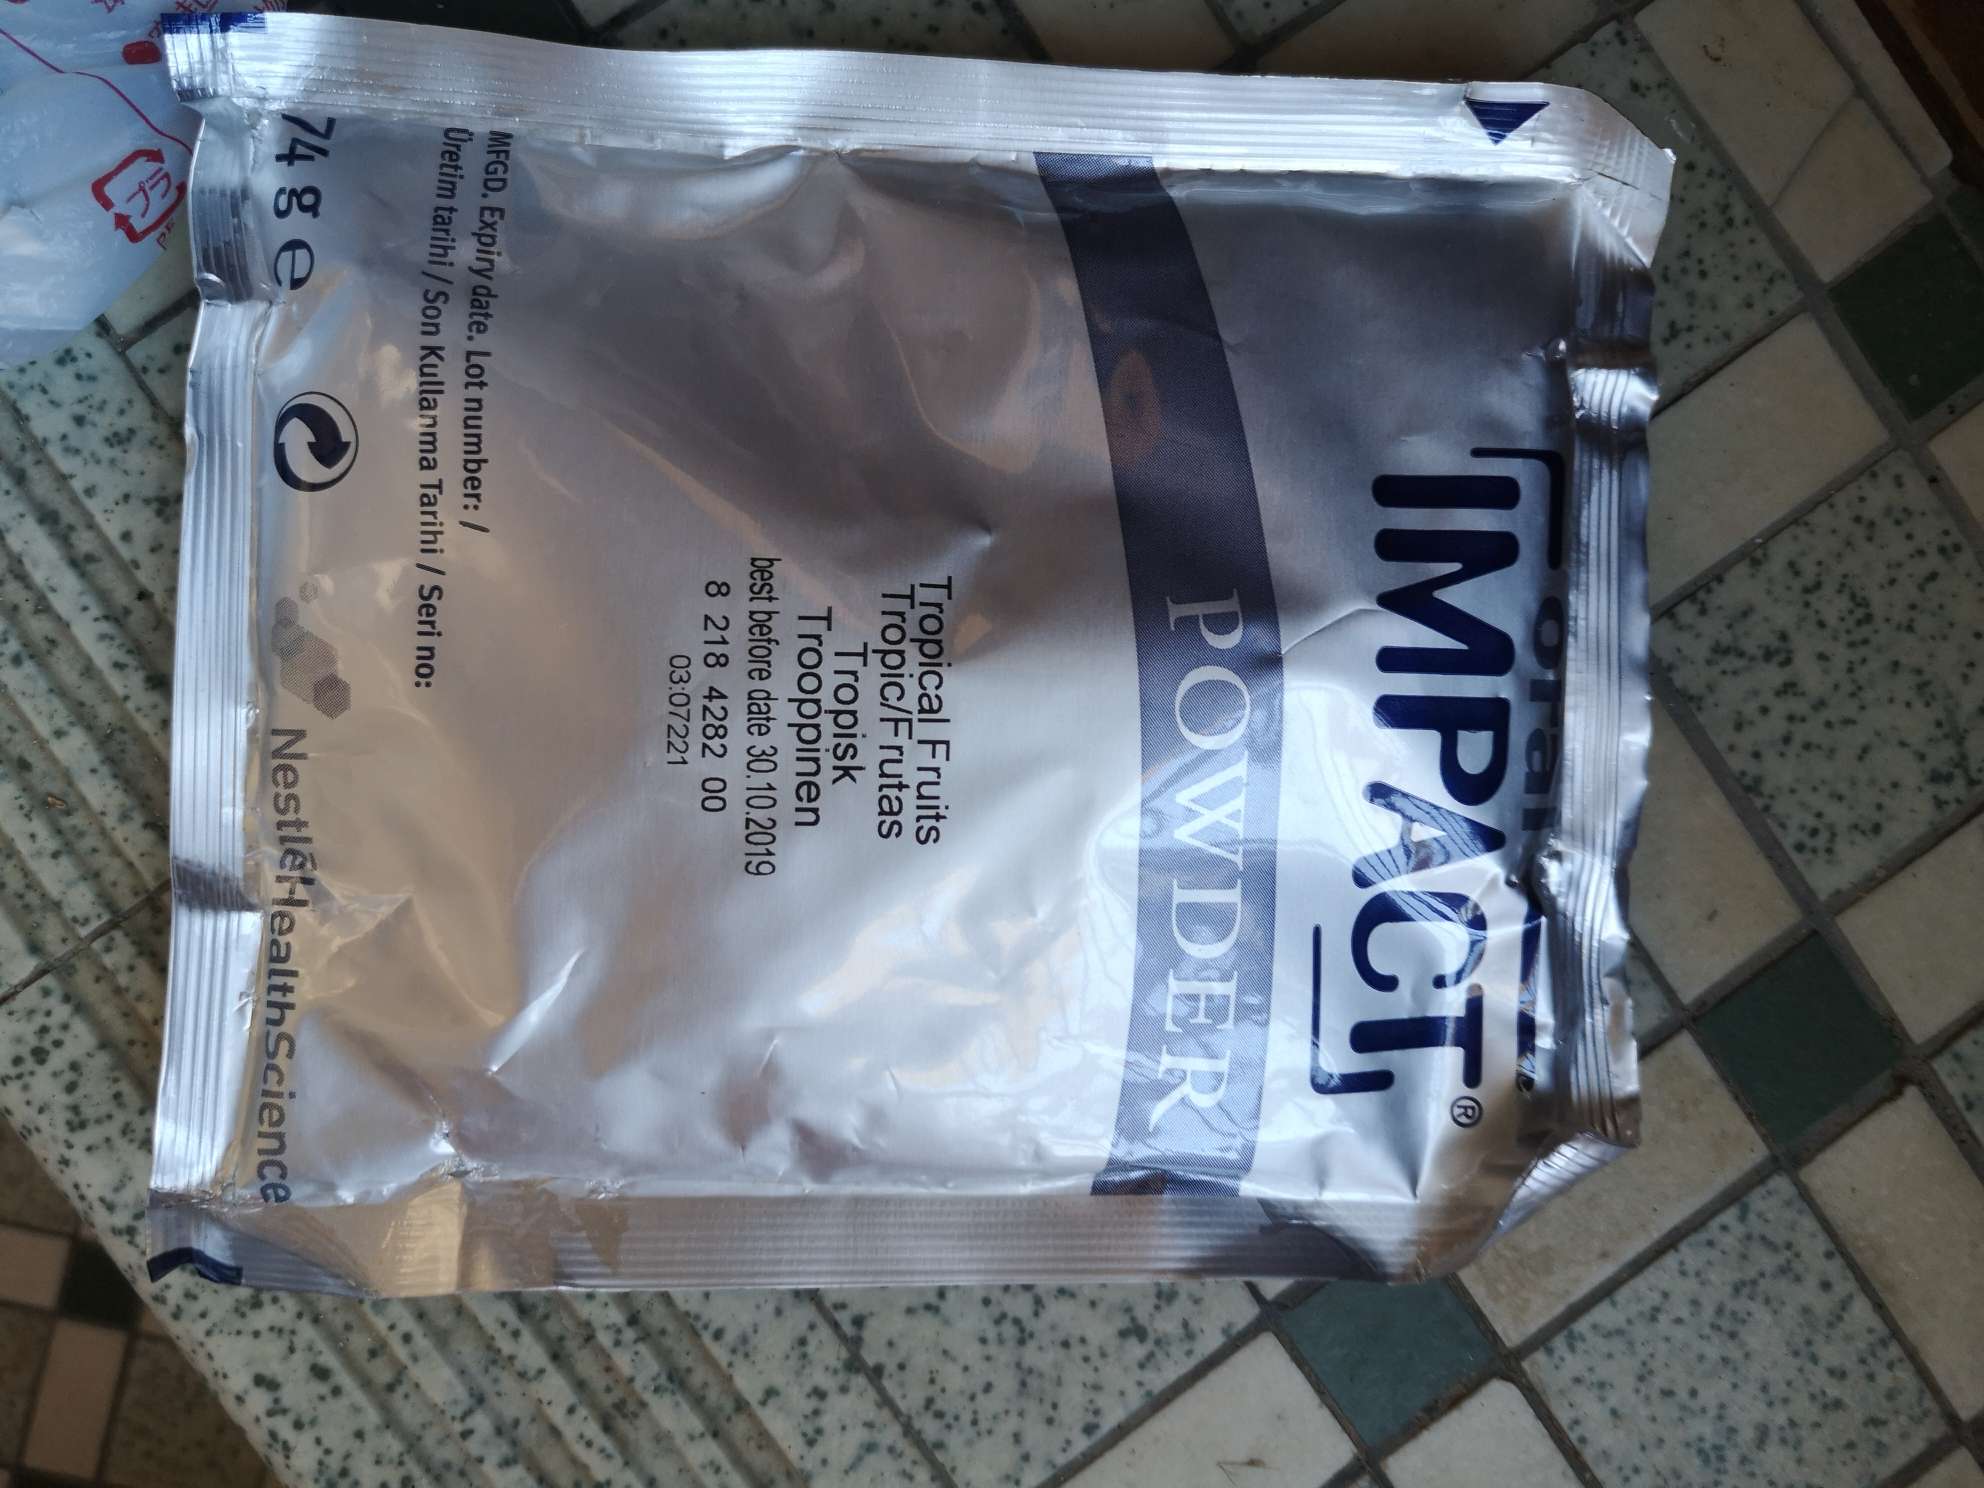 Oral
IMPACT®
POWDER
Tropical Fruits
Tropic/Frutas
Tropisk
Trooppinen
best before date 30.10.2019
8 218 4282 00
03:07221
MFGD. Expiry date. Lot number: /
Üretim tarihi / Son Kullanma Tarihi / Seri no:
74 g e
NestléHealthScience